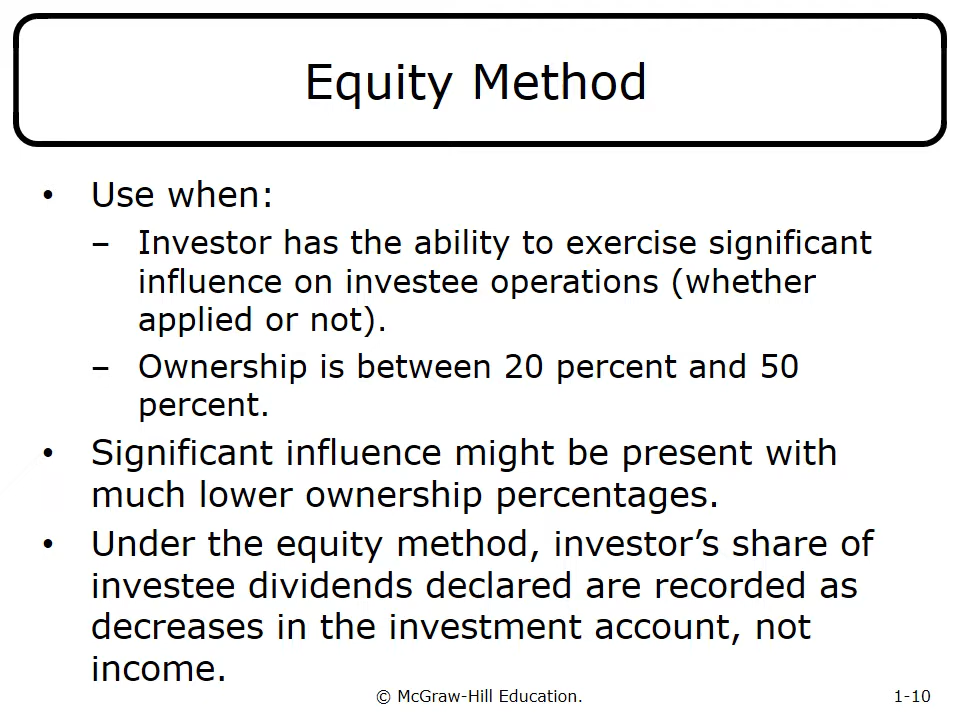 Equity Method
• Use when:
– Investor has the ability to exercise significant
influence on investee operations (whether
applied or not).
– Ownership is between 20 percent and 50
percent.
• Significant influence might be present with
much lower ownership percentages.
• Under the equity method, investor’s share of
investee dividends declared are recorded as
decreases in the investment account, not
income.
© McGraw-Hill Education. 1-10